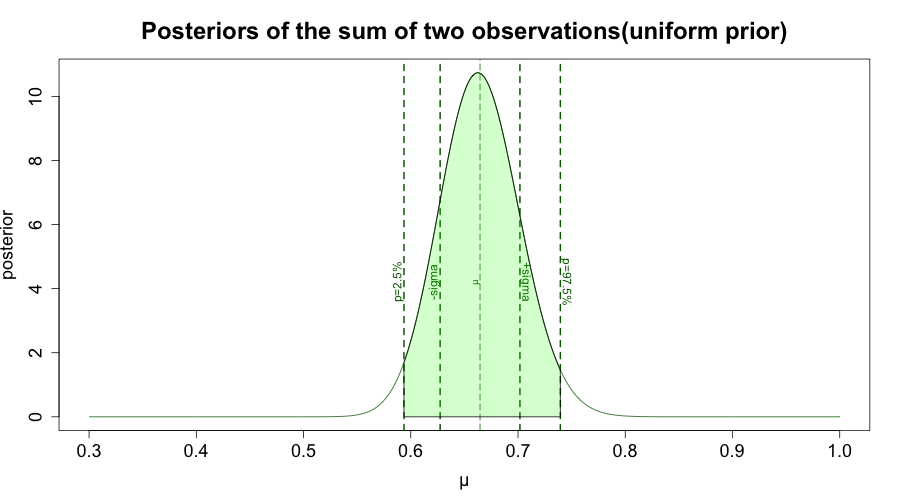 Posteriors of the sum of two observations(uniform prior)
posterior
10
8
6
4
2
0
p=2.5%
-sigma
μ
+sigma
p=97.5%
0.3 0.4 0.5 0.6 0.7 0.8 0.9 1.0
μ